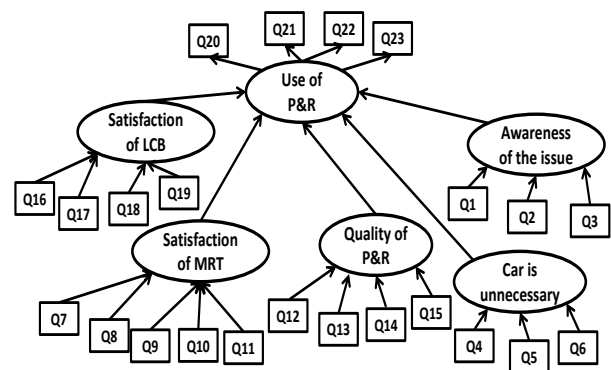 Q20
Q21
Q22
Q23
Use of
P&R
Satisfaction
of LCB
Awareness
of the issue
Q16
Q17
Q18
Q19
Q1
Q2
Q3
Satisfaction
of MRT
Quality of
P&R
Car is
unnecessary
Q7
Q8
Q9
Q10
Q11
Q12
Q13
Q14
Q15
Q4
Q5
Q6